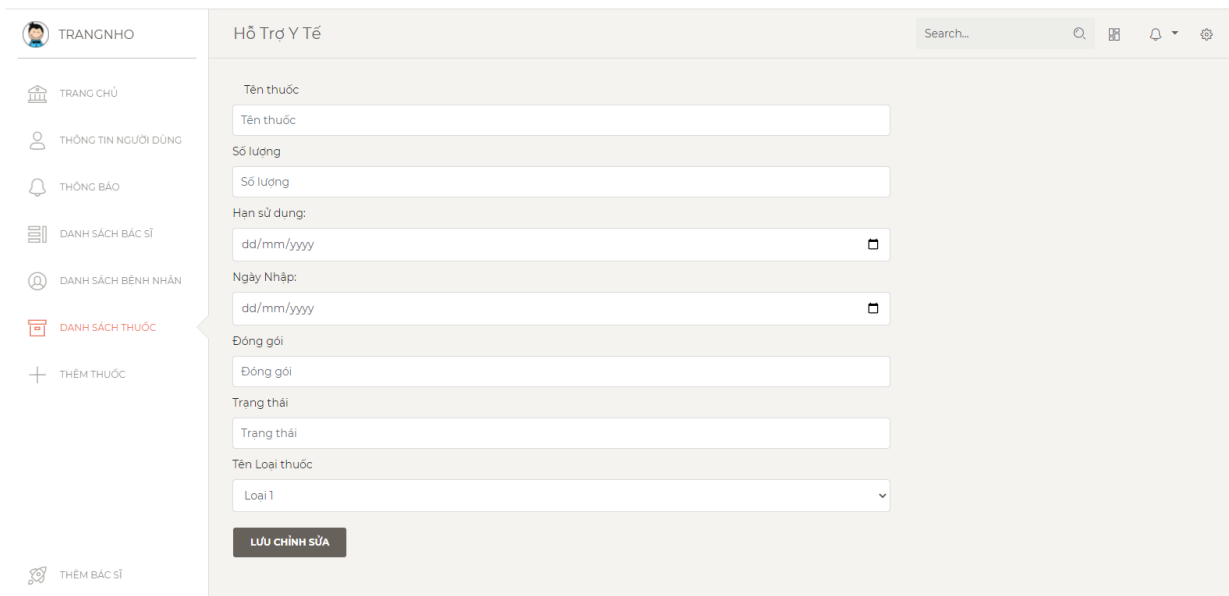 TRANGNHO
Hỗ Trợ Y Tế
Search...
TRANG CHỦ
THÔNG TIN NGƯỜI DÙNG
THÔNG BÁO
DANH SÁCH BÁC SĨ
DANH SÁCH BỆNH NHÂN
DANH SÁCH THUỐC
THÊM THUỐC
THÊM BÁC SĨ
Tên thuốc
Tên thuốc
Số lượng
Số lượng
Hạn sử dung:
dd/mm/yyyy
Ngày Nhập:
dd/mm/yyyy
Đóng gói
Đóng gói
Trạng thái
Trạng thái
Tên Loại thuốc
Loại 1
LƯU CHỈNH SỬA